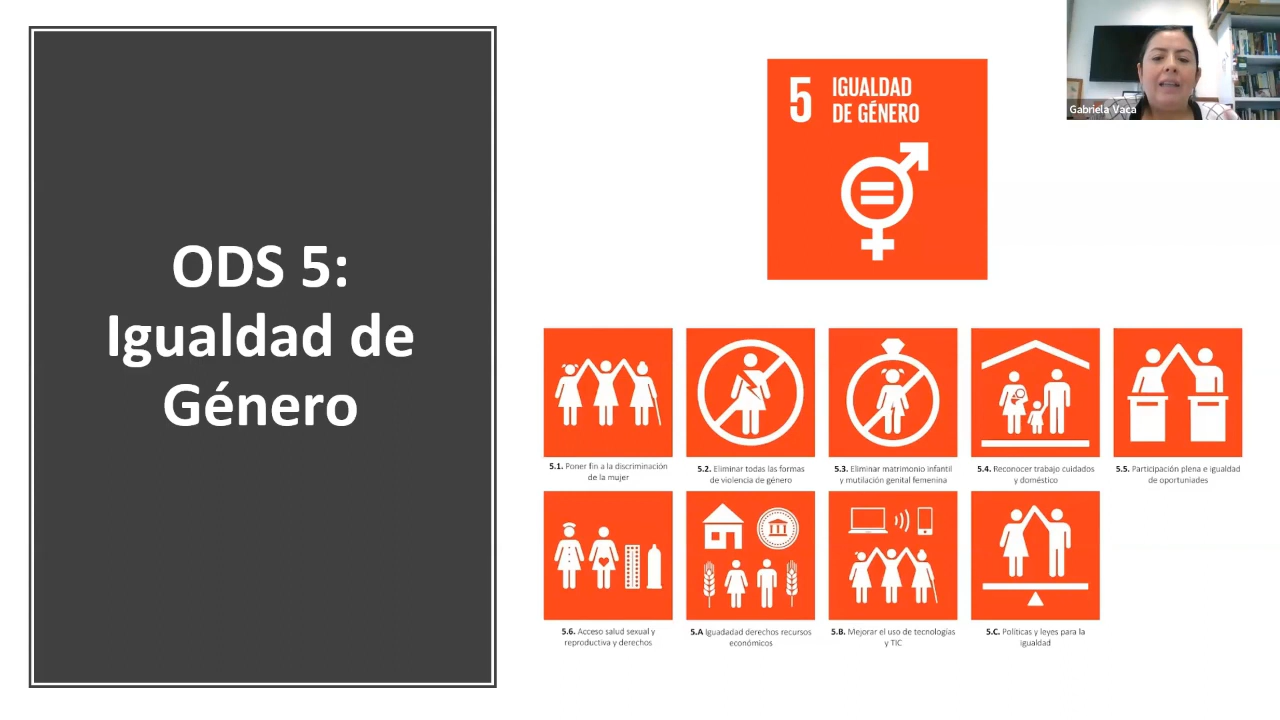 ODS 5:
Igualdad de
Género
5 IGUALDAD
DE GÉNERO
Gabriela Vaca
5.1. Poner fin a la discriminación
de la mujer
5.2. Eliminar todas las formas
de violencia de género
5.3. Eliminar matrimonio infantil
y mutilación genital femenina
5.4. Reconocer trabajo cuidados
y doméstico
5.5. Participación plena e igualdad
de oportuniades
5.6. Acceso salud sexual y
reproductiva y derechos
5.A Iguadadad derechos recursos
económicos
5.B. Mejorar el uso de tecnologías
y TIC
5.C. Políticas y leyes para la
igualdad